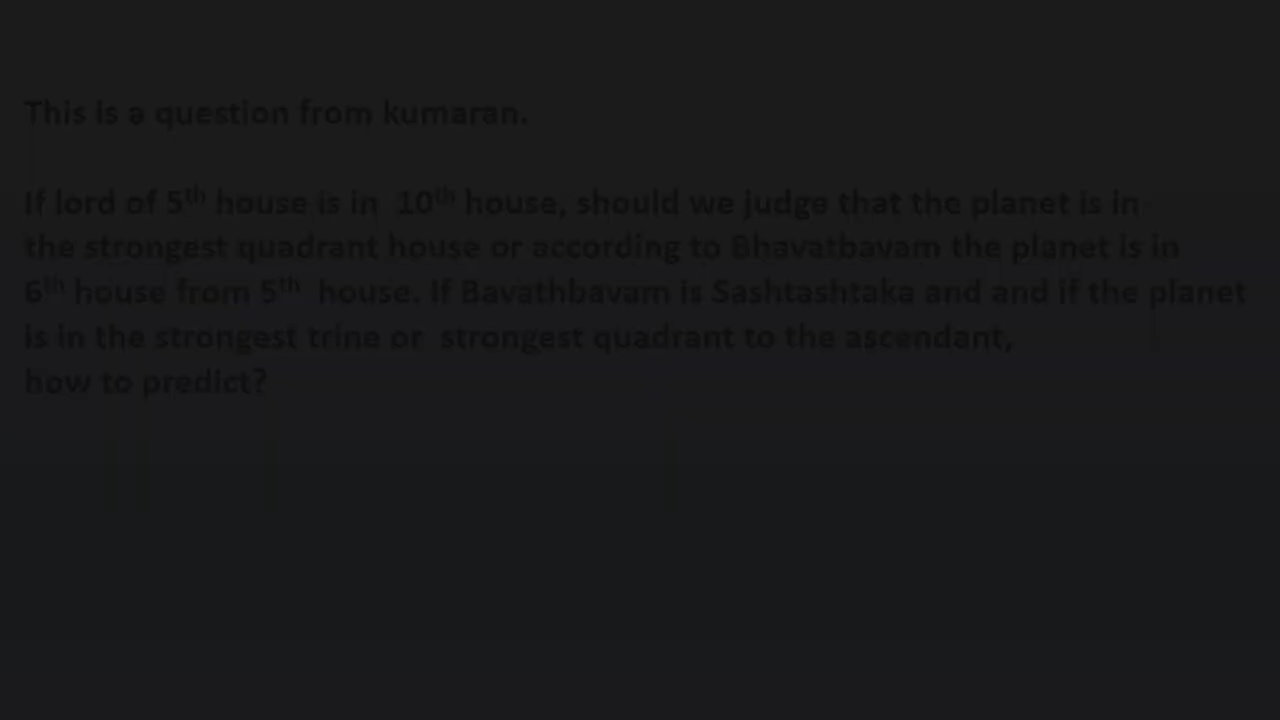 This is a question from kumaran.
If lord of 5th house is in 10th house, should we judge that the planet is in
the strongest quadrant house or according to Bhavatbavam the planet is in
6th house from 5th house. If Bavathbavam is Sashtashtaka and and if the planet
is in the strongest trine or strongest quadrant to the ascendant,
how to predict?